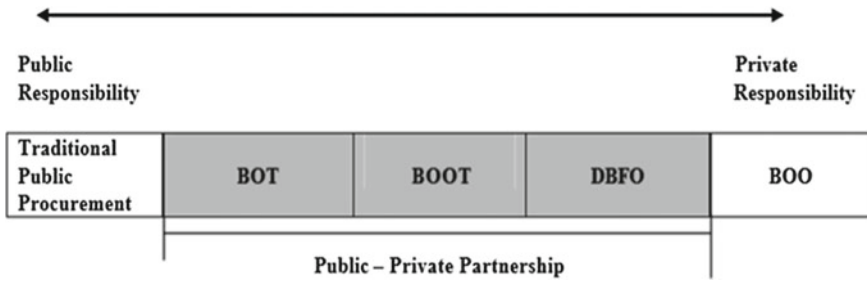 Public
Responsibility
Private
Responsibility
Traditional
Public
Procurement
BOT
BOOT
DBFO
BOO
Public – Private Partnership